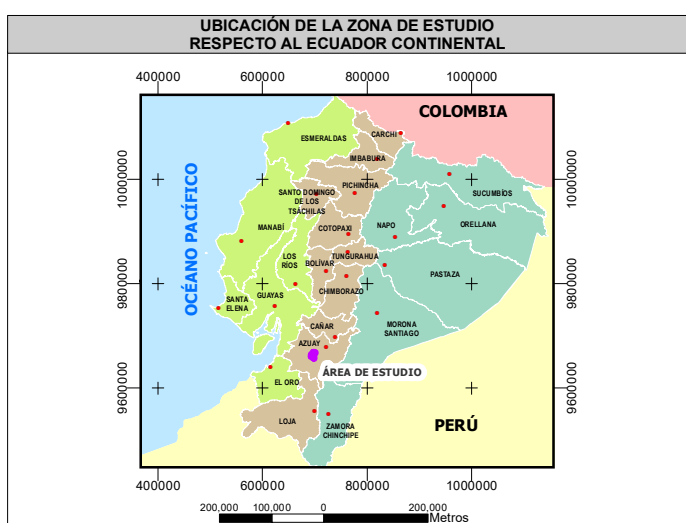 UBICACIÓN DE LA ZONA DE ESTUDIO
RESPECTO AL ECUADOR CONTINENTAL
400000 600000 800000 1000000
COLOMBIA
CARCHI
ESMERALDAS
IMBABURA
10000000 10000000
PICHINCHA
SANTO DOMINGO
DE LOS
TSÁCHILAS
SUCUMBÍOS
OCÉANO PACÍFICO
MANABÍ
COTOPAXI
NAPO
ORELLANA
LOS
RÍOS
TUNGURAHUA
BOLÍVAR
PASTAZA
9800000 9800000
SANTA
ELENA
GUAYAS
CHIMBORAZO
CAÑAR
MORONA
SANTIAGO
AZUAY
ÁREA DE ESTUDIO
EL ORO
9600000 9600000
LOJA
ZAMORA
CHINCHIPE
PERÚ
400000 600000 800000 1000000
200,000 100,000 0 200,000
Metros